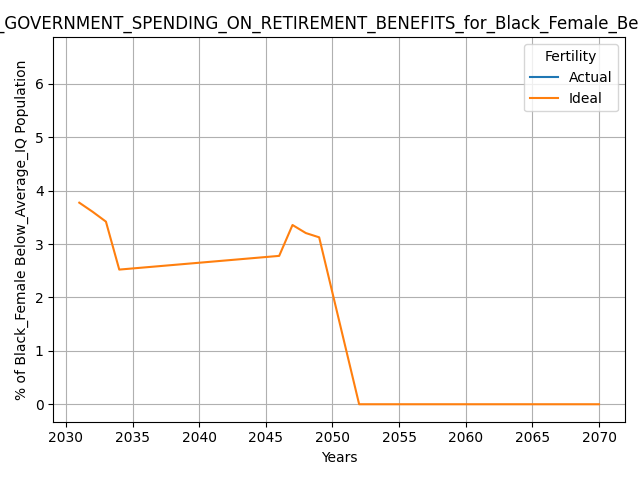 _GOVERNMENT_SPENDING_ON_RETIREMENT_BENEFITS_for_Black_Female_Be
Fertility
Actual
Ideal
% of Black_Female Below_Average_IQ Population
6
5
4
3
2
1
0
2030 2035 2040 2045 2050 2055 2060 2065 2070
Years